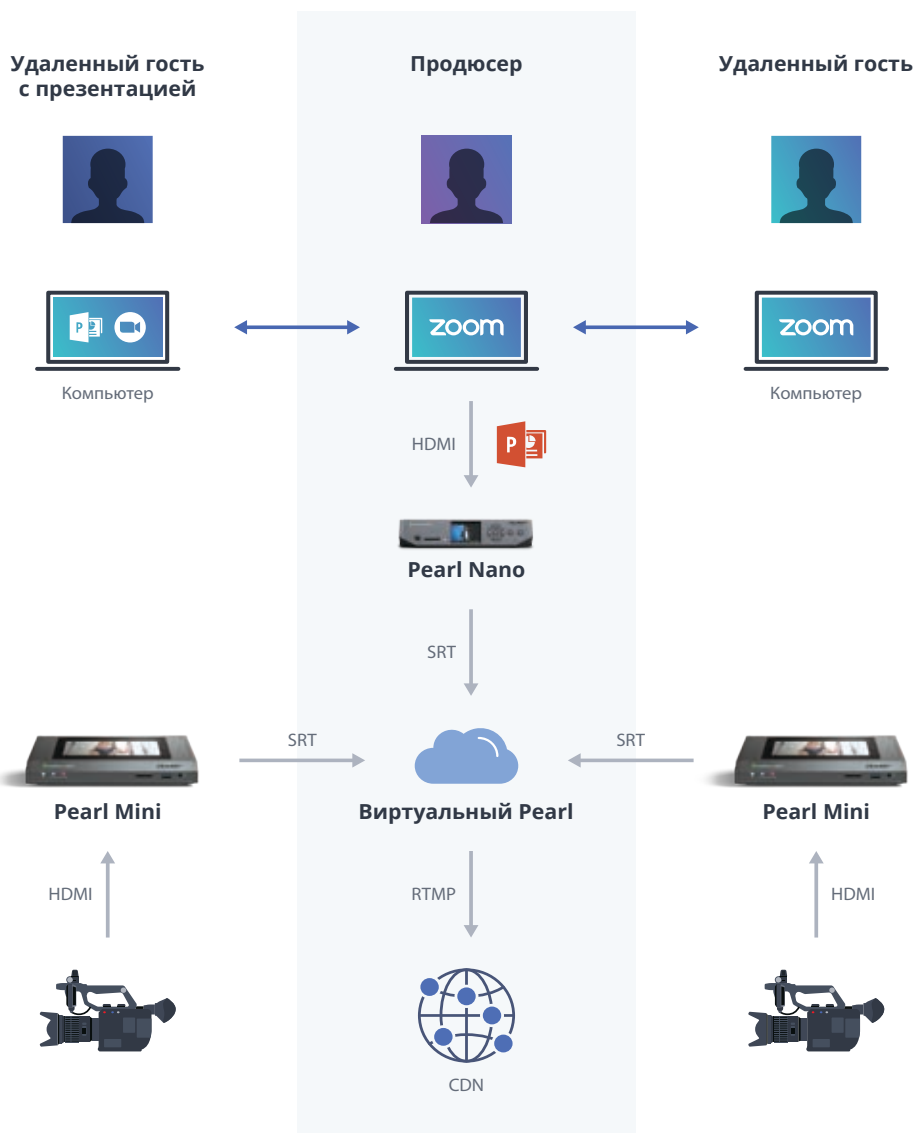 Удаленный гость
с презентацией
Продюсер
Удаленный гость
P
zoom
zoom
Компьютер
Компьютер
HDMI
P
Pearl Nano
SRT
SRT
SRT
Pearl Mini
Виртуальный Pearl
Pearl Mini
HDMI
RTMP
HDMI
CDN